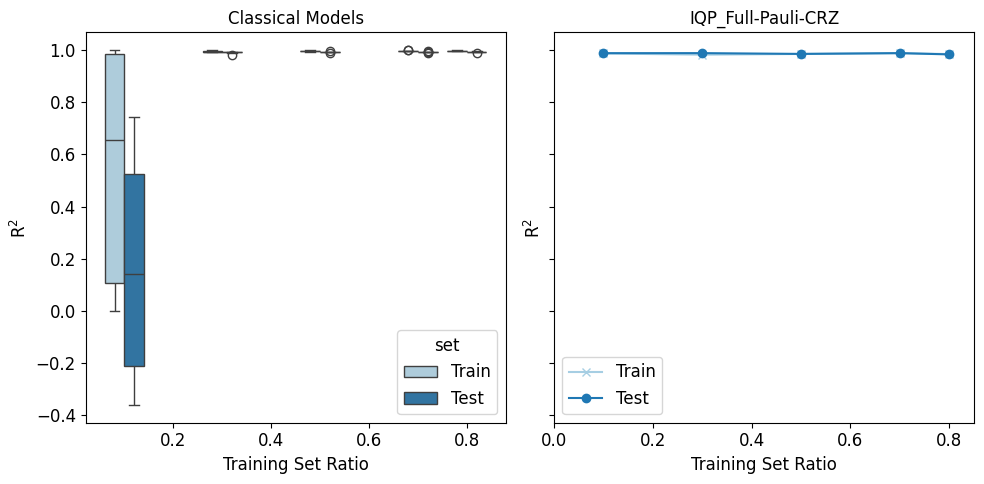 Classical Models
1.0
0.8
0.6
0.4
0.2
0.0
−0.2
−0.4
R²
0.2
0.4
0.6
0.8
Training Set Ratio
set
Train
Test
IQP_Full-Pauli-CRZ
R²
0.0
0.2
0.4
0.6
0.8
Training Set Ratio
Train
Test